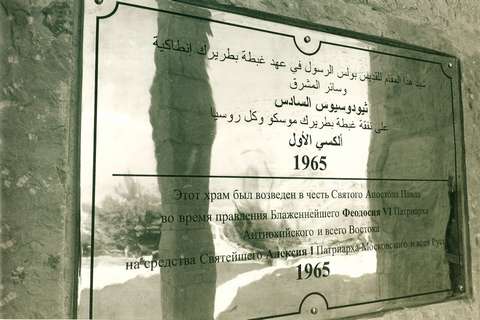 شيد هذا المقام للقديس بولس الرسول في عهد غبطة بطريرك انطاكية
وسائر المشرق
ثيودوسيوس السادس
على نفقة غبطة بطريرك موسكو وكل روسيا
ألكسي الأول
1965
Этот храм был возведен в честь Святого Апостола Павла
во время правления Блаженнейшего Феодосия VI Патриарха
Антиохийского и всего Востока
на средства Святейшего Алексия I Патриарха Московского и всея Руси
1965